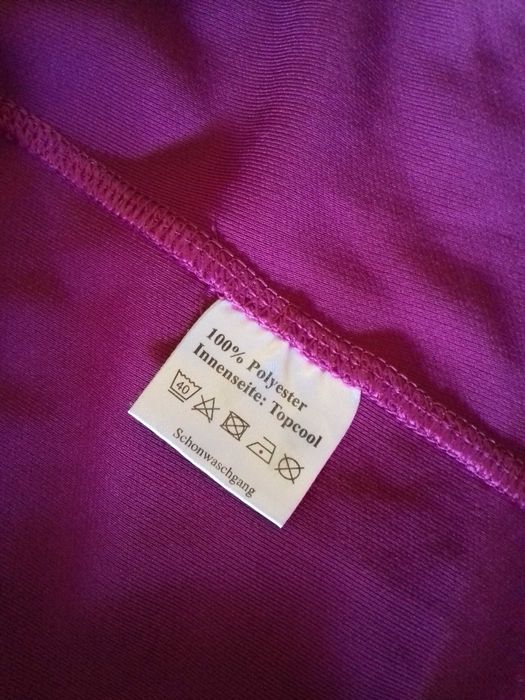 100% Polyester
Innenseite: Topcool
40
Schonwaschgang